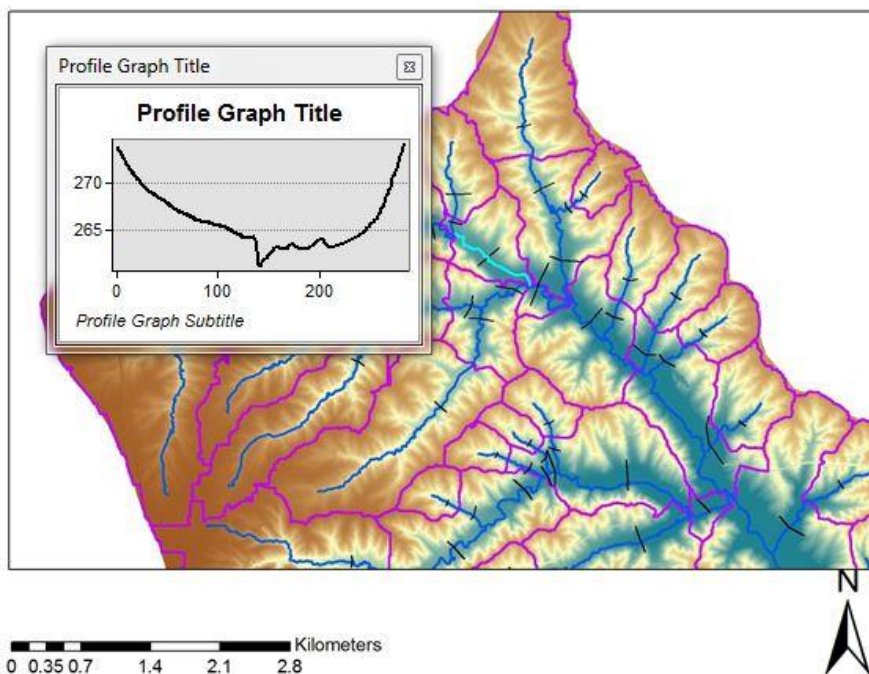 Profile Graph Title
Profile Graph Title
270
265
0 100 200
Profile Graph Subtitle
N
Kilometers
0 0.35 0.7 1.4 2.1 2.8